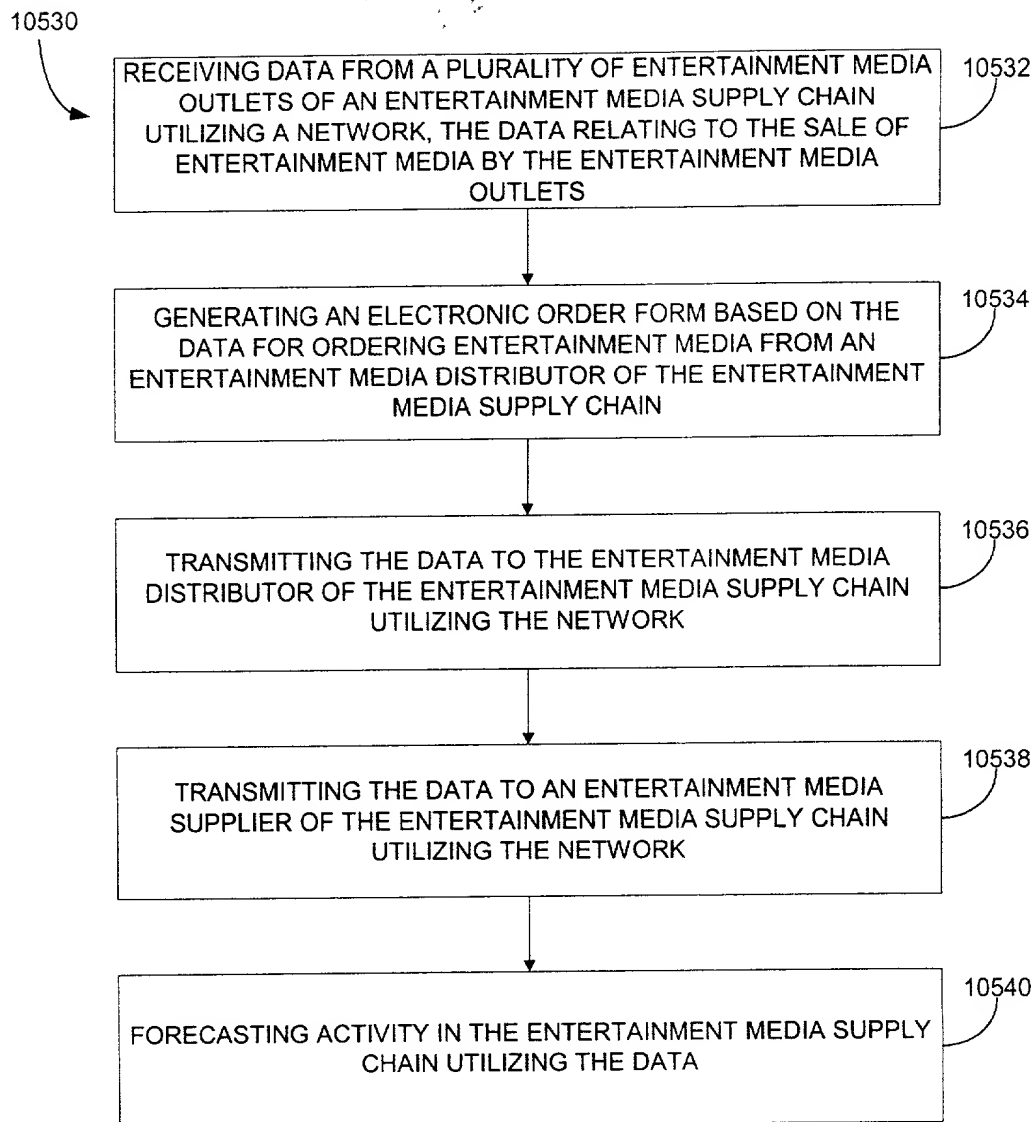 10530
RECEIVING DATA FROM A PLURALITY OF ENTERTAINMENT MEDIA
OUTLETS OF AN ENTERTAINMENT MEDIA SUPPLY CHAIN
UTILIZING A NETWORK, THE DATA RELATING TO THE SALE OF
ENTERTAINMENT MEDIA BY THE ENTERTAINMENT MEDIA
OUTLETS
10532
GENERATING AN ELECTRONIC ORDER FORM BASED ON THE
DATA FOR ORDERING ENTERTAINMENT MEDIA FROM AN
ENTERTAINMENT MEDIA DISTRIBUTOR OF THE ENTERTAINMENT
MEDIA SUPPLY CHAIN
10534
TRANSMITTING THE DATA TO THE ENTERTAINMENT MEDIA
DISTRIBUTOR OF THE ENTERTAINMENT MEDIA SUPPLY CHAIN
UTILIZING THE NETWORK
10536
TRANSMITTING THE DATA TO AN ENTERTAINMENT MEDIA
SUPPLIER OF THE ENTERTAINMENT MEDIA SUPPLY CHAIN
UTILIZING THE NETWORK
10538
FORECASTING ACTIVITY IN THE ENTERTAINMENT MEDIA SUPPLY
CHAIN UTILIZING THE DATA
10540